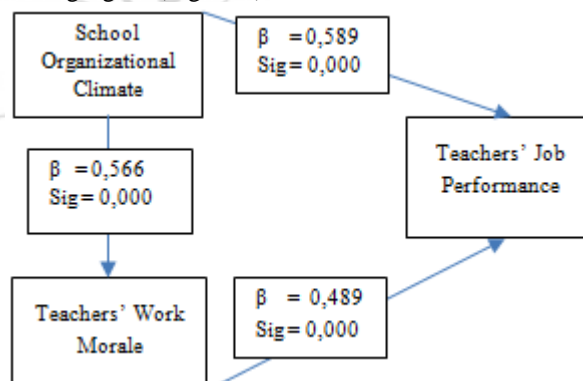 School
Organizational
Climate
β = 0,589
Sig = 0,000
β = 0,566
Sig = 0,000
Teachers’ Job
Performance
Teachers’ Work
Morale
β = 0,489
Sig = 0,000